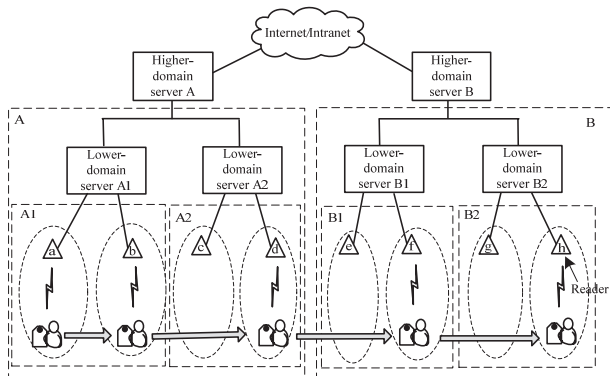 Internet/Intranet
Higher-
domain
server A
Higher-
domain
server B
A
B
Lower-
domain
server A1
Lower-
domain
server A2
Lower-
domain
server B1
Lower-
domain
server B2
A1
A2
B1
B2
a
b
c
d
e
f
g
h
Reader